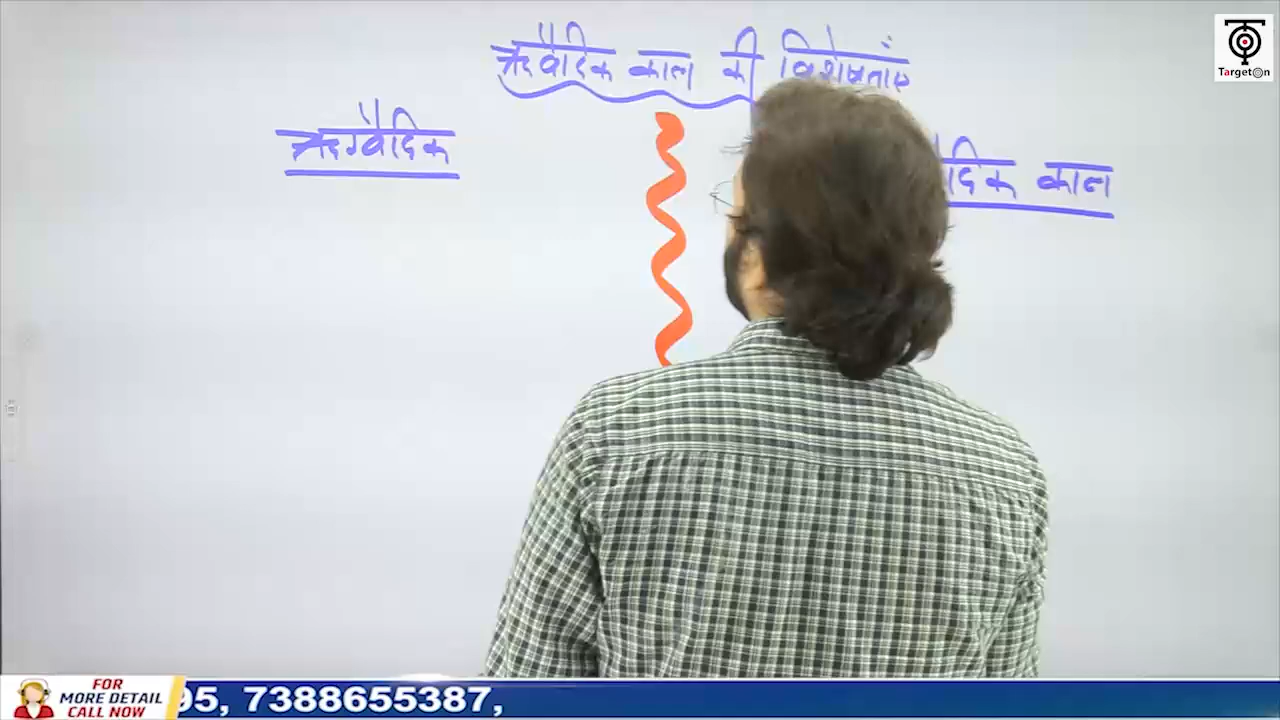 ऋग्वैदिक काल की विशेषताएं
ऋग्वैदिक
वैदिक काल
TargetOn
FOR
MORE DETAIL
CALL NOW
95, 7388655387,